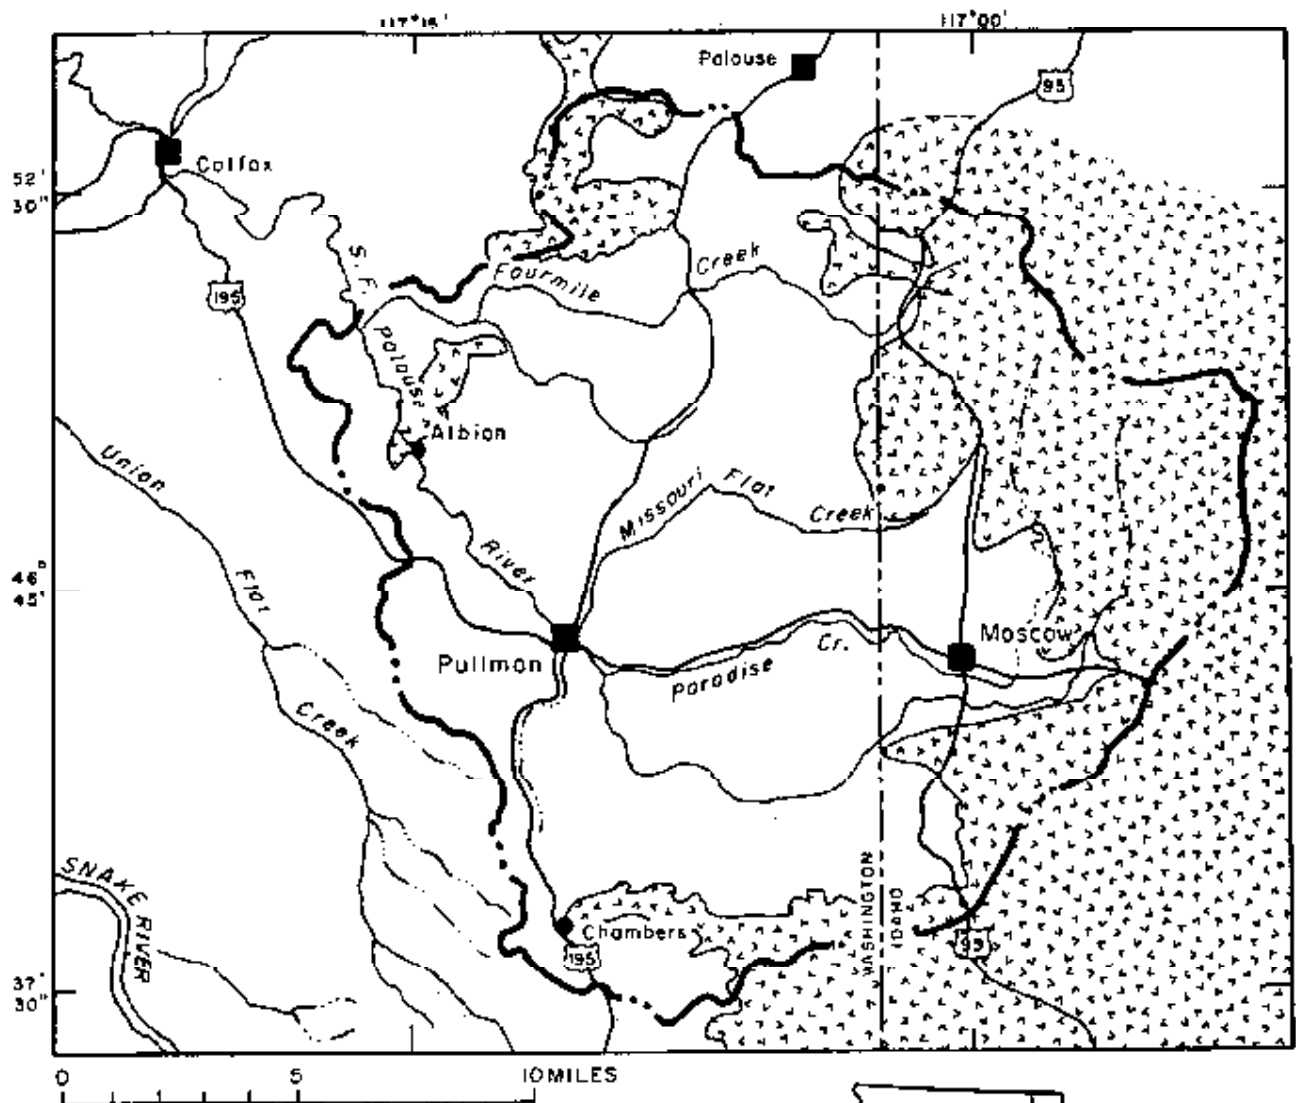 117°15' 117°00'
Palouse
95
Colfax
52'
30"
S. F.
Creek
Fourmile
195
Palouse
Albion
Union
Missouri Flat
Creek
River
46°
45'
Flat
Moscow
Cr.
Pullman
Paradise
Creek
WASHINGTON
IDAHO
SNAKE RIVER
Chambers
195
95
37'
30"
0 5 10 MILES